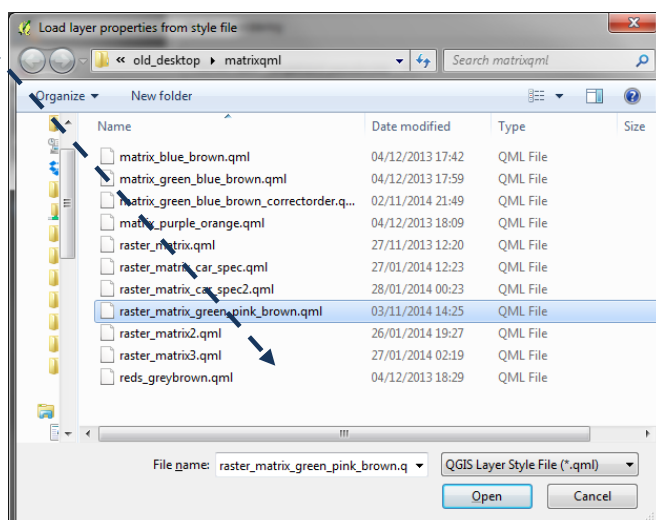 Load layer properties from style file
« old_desktop ▸ matrixqml
Search matrixqml
Organize
New folder
Name Date modified Type Size
matrix_blue_brown.qml 04/12/2013 17:42 QML File
matrix_green_blue_brown.qml 04/12/2013 17:59 QML File
matrix_green_blue_brown_correctorder.q... 02/11/2014 21:49 QML File
matrix_purple_orange.qml 04/12/2013 18:09 QML File
raster_matrix.qml 27/11/2013 12:20 QML File
raster_matrix_car_spec.qml 27/01/2014 12:23 QML File
raster_matrix_car_spec2.qml 28/01/2014 00:23 QML File
raster_matrix_green_pink_brown.qml 03/11/2014 14:25 QML File
raster_matrix2.qml 26/01/2014 19:27 QML File
raster_matrix3.qml 27/01/2014 02:19 QML File
reds_greybrown.qml 04/12/2013 18:29 QML File
File name: raster_matrix_green_pink_brown.q QGIS Layer Style File (*.qml)
Open Cancel